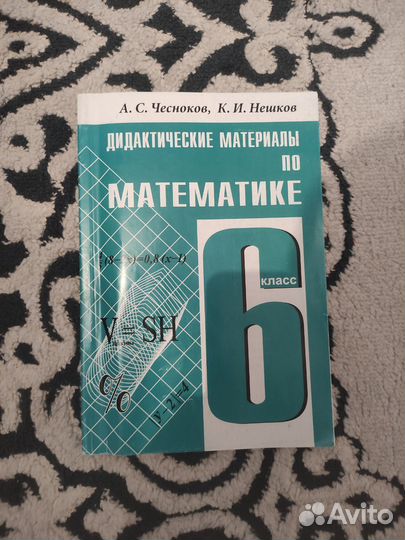 А. С. Чесноков, К. И. Нешков
ДИДАКТИЧЕСКИЕ МАТЕРИАЛЫ
ПО
МАТЕМАТИКЕ
6
класс
V=SH
%
Avito